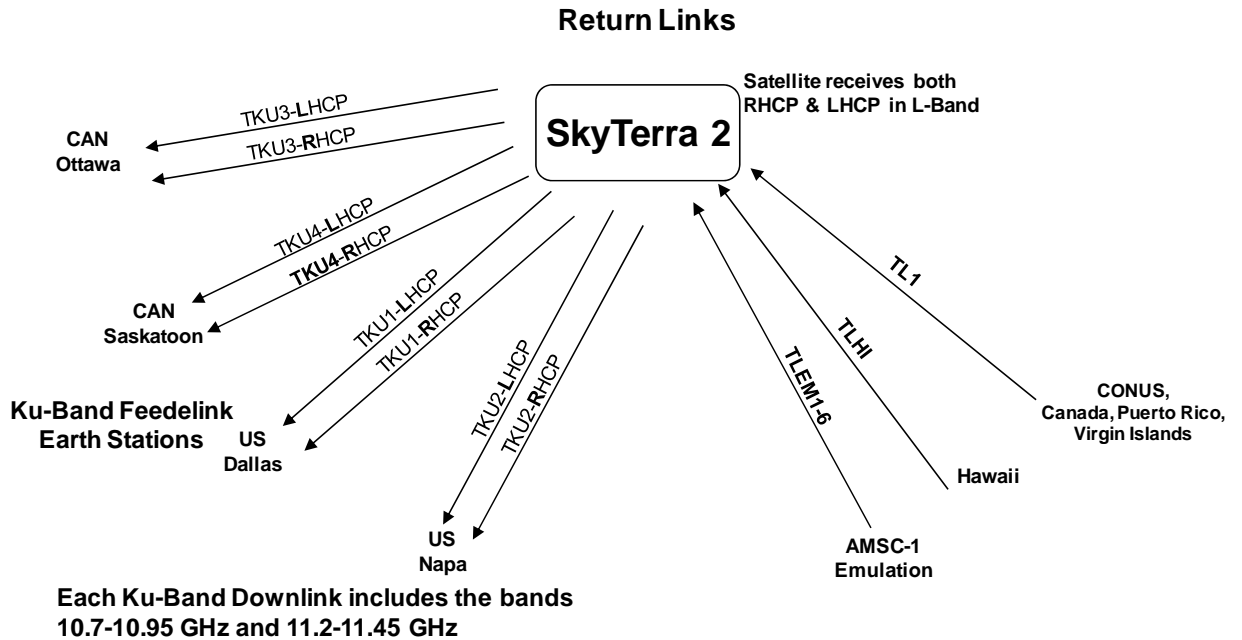 Return Links
Satellite receives both
RHCP & LHCP in L-Band
SkyTerra 2
TKU3-LHCP
TKU3-RHCP
CAN
Ottawa
TKU4-LHCP
TKU4-RHCP
CAN
Saskatoon
TKU1-LHCP
TKU1-RHCP
Ku-Band Feedelink
Earth Stations
US
Dallas
TKU2-LHCP
TKU2-RHCP
US
Napa
TLEM1-6
AMSC-1
Emulation
TLHI
Hawaii
TL1
CONUS,
Canada, Puerto Rico,
Virgin Islands
Each Ku-Band Downlink includes the bands
10.7-10.95 GHz and 11.2-11.45 GHz